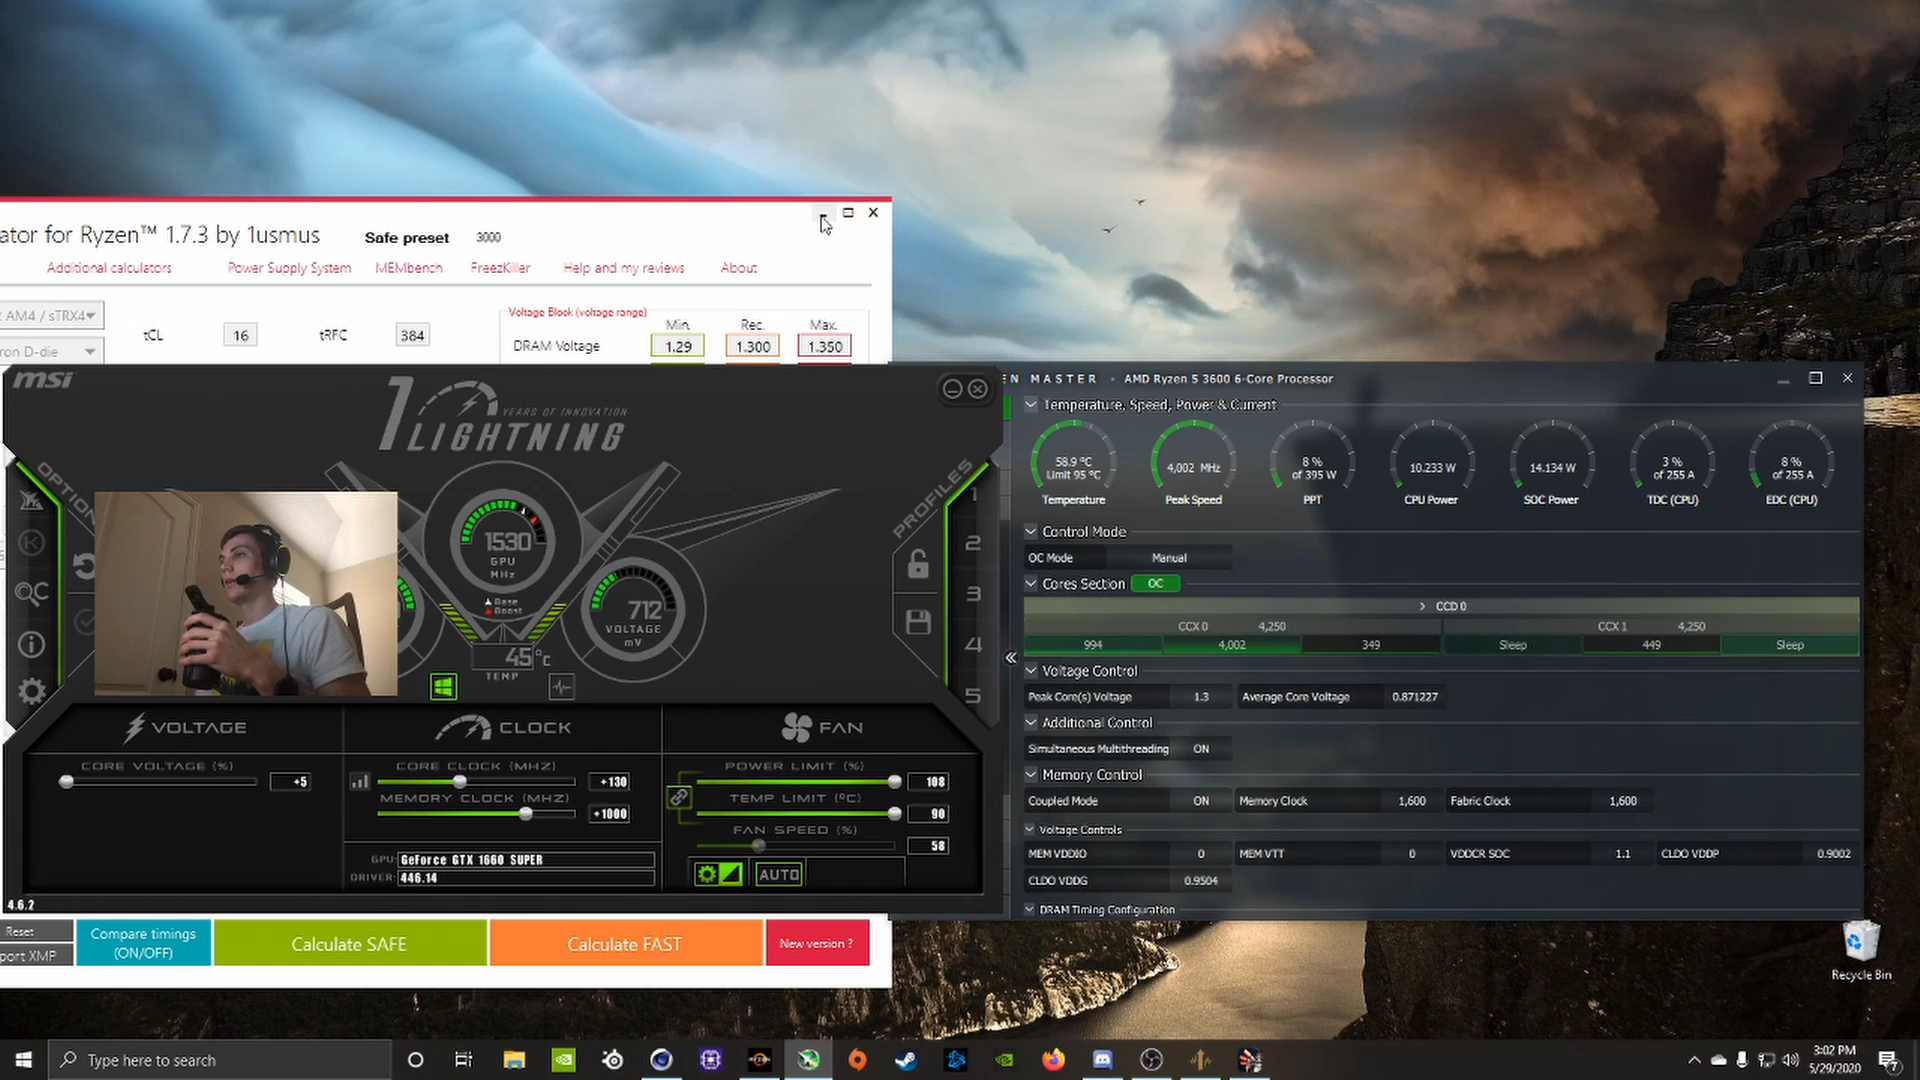 ator for Ryzen™ 1.7.3 by 1usmus
Safe preset 3000
Additional calculators Power Supply System MEMbench FreezKiller Help and my reviews About
AM4 / sTRX4
ron D-die
tCL 16 tRFC 384
Voltage Block (voltage range)
Min. Rec. Max.
DRAM Voltage 1.29 1.300 1.350
msi
10 YEARS OF INNOVATION
LIGHTNING
OPTION
PROFILES
1
2
3
4
5
1530
GPU
MHz
Base
Boost
712
VOLTAGE
mV
45 °C
TEMP
VOLTAGE
CORE VOLTAGE (%) +5
CLOCK
CORE CLOCK (MHZ) +130
MEMORY CLOCK (MHZ) +1000
GPU: GeForce GTX 1660 SUPER
DRIVER: 446.14
FAN
POWER LIMIT (%) 108
TEMP LIMIT (°C) 90
FAN SPEED (%) 58
AUTO
4.6.2
EN MASTER - AMD Ryzen 5 3600 6-Core Processor
Temperature, Speed, Power & Current
58.9 °C
Limit 95 °C
Temperature
4,002 MHz
Peak Speed
8 %
of 395 W
PPT
10.233 W
CPU Power
14.134 W
SOC Power
3 %
of 255 A
TDC (CPU)
8 %
of 255 A
EDC (CPU)
Control Mode
OC Mode Manual
Cores Section OC
CCD 0
CCX 0 4,250 CCX 1 4,250
994 4,002 349 Sleep 449 Sleep
Voltage Control
Peak Core(s) Voltage 1.3 Average Core Voltage 0.871227
Additional Control
Simultaneous Multithreading ON
Memory Control
Coupled Mode ON Memory Clock 1,600 Fabric Clock 1,600
Voltage Controls
MEM VDDIO 0 MEM VTT 0 VDDCR SOC 1.1 CLDO VDDP 0.9002
CLDO VDDG 0.9504
DRAM Timing Configuration
Reset
port XMP
Compare timings
(ON/OFF)
Calculate SAFE
Calculate FAST
New version ?
Recycle Bin
Type here to search
3:02 PM
5/29/2020
7